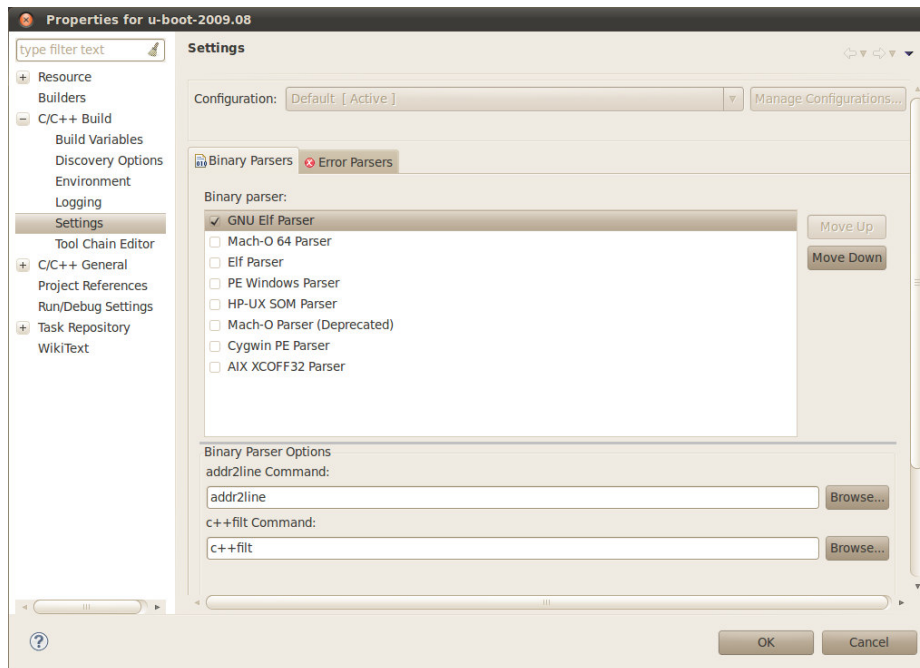 Properties for u-boot-2009.08
type filter text
Resource
Builders
C/C++ Build
Build Variables
Discovery Options
Environment
Logging
Settings
Tool Chain Editor
C/C++ General
Project References
Run/Debug Settings
Task Repository
WikiText
Settings
Configuration: Default [ Active ] Manage Configurations...
Binary Parsers Error Parsers
Binary parser:
GNU Elf Parser
Mach-O 64 Parser
Elf Parser
PE Windows Parser
HP-UX SOM Parser
Mach-O Parser (Deprecated)
Cygwin PE Parser
AIX XCOFF32 Parser
Move Up
Move Down
Binary Parser Options
addr2line Command:
addr2line Browse...
c++filt Command:
c++filt Browse...
OK Cancel